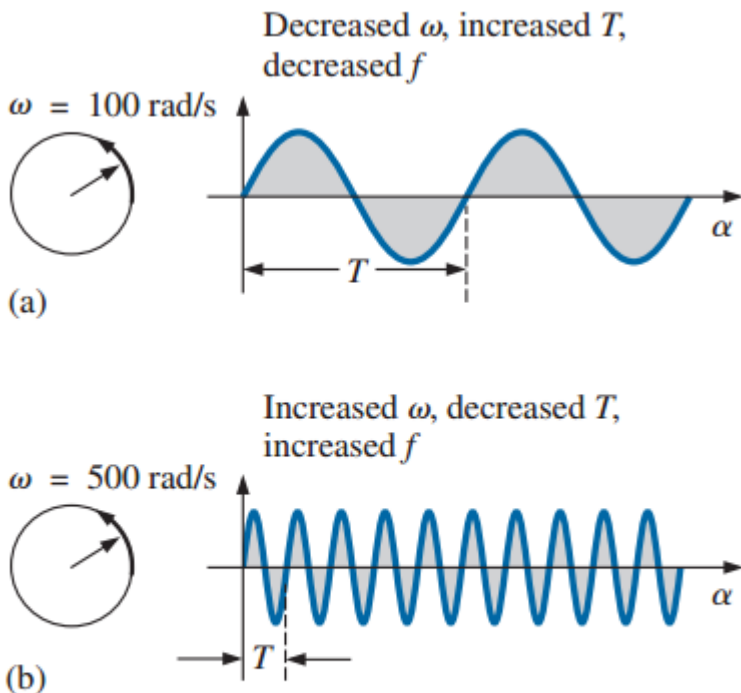 Decreased ω, increased T,
decreased f
ω = 100 rad/s
α
T
(a)
Increased ω, decreased T,
increased f
ω = 500 rad/s
α
T
(b)